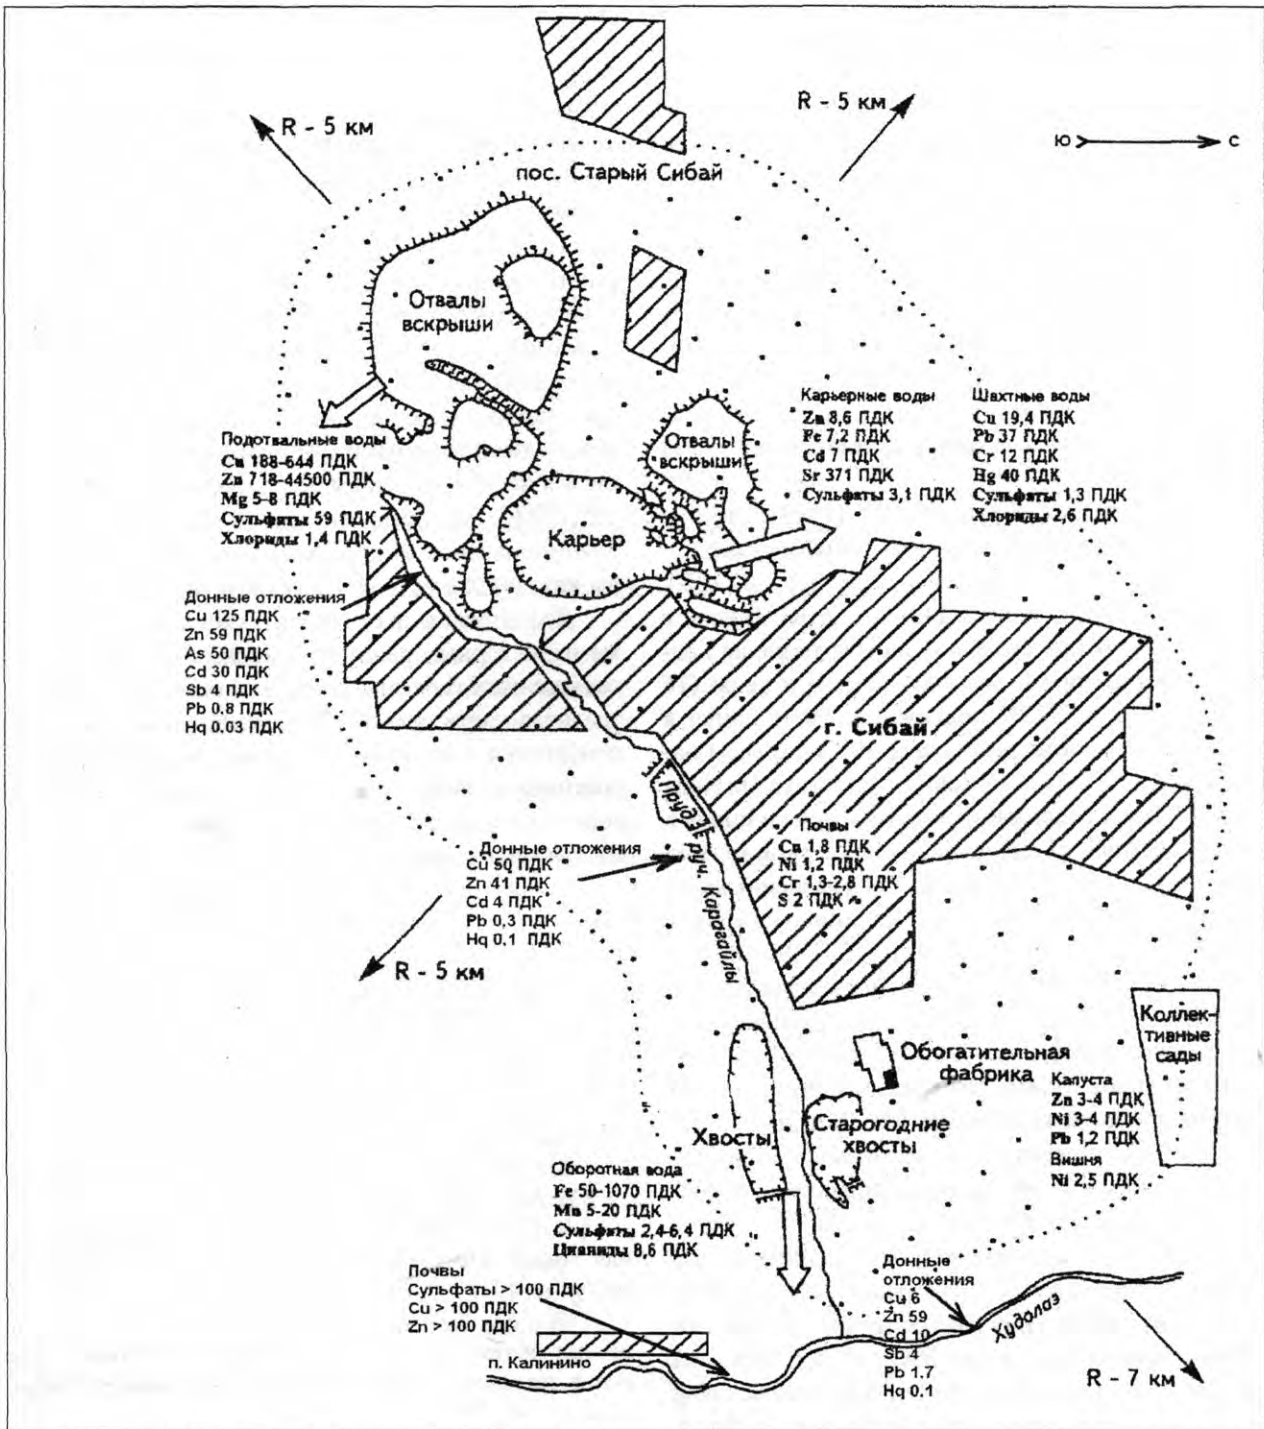 R - 5 км
R - 5 км
Ю
С
пос. Старый Сибай
Отвалы
вскрыши
Подотвальные воды
Cu 188-644 ПДК
Zn 718-44500 ПДК
Mg 5-8 ПДК
Сульфаты 59 ПДК
Хлориды 1,4 ПДК
Отвалы
вскрыши
Карьер
Карьерные воды
Zn 8,6 ПДК
Fe 7,2 ПДК
Cd 7 ПДК
Sr 371 ПДК
Сульфаты 3,1 ПДК
Шахтные воды
Cu 19,4 ПДК
Pb 37 ПДК
Cr 12 ПДК
Hg 40 ПДК
Сульфаты 1,3 ПДК
Хлориды 2,6 ПДК
Донные отложения
Cu 125 ПДК
Zn 59 ПДК
As 50 ПДК
Cd 30 ПДК
Sb 4 ПДК
Pb 0.8 ПДК
Hq 0.03 ПДК
г. Сибай
Пруд
руч. Карагайлы
Донные отложения
Cu 50 ПДК
Zn 41 ПДК
Cd 4 ПДК
Pb 0,3 ПДК
Hq 0,1 ПДК
Почвы
Cu 1,8 ПДК
Ni 1,2 ПДК
Cr 1,3-2,8 ПДК
S 2 ПДК
R - 5 км
Коллек-
тивные
сады
Обогатительная
фабрика
Капуста
Zn 3-4 ПДК
Ni 3-4 ПДК
Pb 1,2 ПДК
Вишня
Ni 2,5 ПДК
Хвосты
Старогодние
хвосты
Оборотная вода
Fe 50-1070 ПДК
Mn 5-20 ПДК
Сульфаты 2,4-6,4 ПДК
Цианиды 8,6 ПДК
Почвы
Сульфаты > 100 ПДК
Cu > 100 ПДК
Zn > 100 ПДК
п. Калинино
Донные
отложения
Cu 6
Zn 59
Cd 10
Sb 4
Pb 1.7
Hq 0.1
Худолаз
R - 7 км